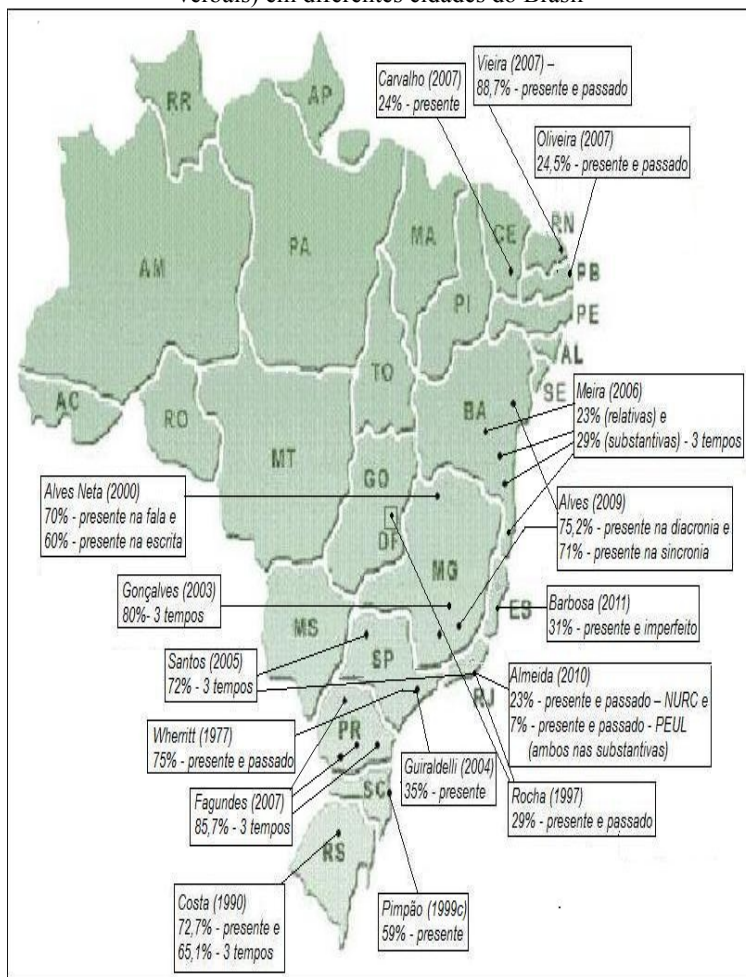 verbais) em diferentes cidades do Brasil
Carvalho (2007)
24% - presente
Vieira (2007) –
88,7% - presente e passado
Oliveira (2007)
24,5% - presente e passado
RR
AP
AM
PA
MA
CE
RN
PB
PI
PE
AL
SE
AC
RO
TO
BA
MT
Meira (2006)
23% (relativas) e
29% (substantivas) - 3 tempos
GO
DF
Alves Neta (2000)
70% - presente na fala e
60% - presente na escrita
Alves (2009)
75,2% - presente na diacronia e
71% - presente na sincronia
MG
Gonçalves (2003)
80%- 3 tempos
ES
Barbosa (2011)
31% - presente e imperfeito
MS
SP
Santos (2005)
72% - 3 tempos
RJ
Almeida (2010)
23% - presente e passado – NURC e
7% - presente e passado - PEUL
(ambos nas substantivas)
Wherritt (1977)
75% - presente e passado
PR
Guiraldelli (2004)
35% - presente
Rocha (1997)
29% - presente e passado
Fagundes (2007)
85,7% - 3 tempos
SC
RS
Costa (1990)
72,7% - presente e
65,1% - 3 tempos
Pimpão (1999c)
59% - presente